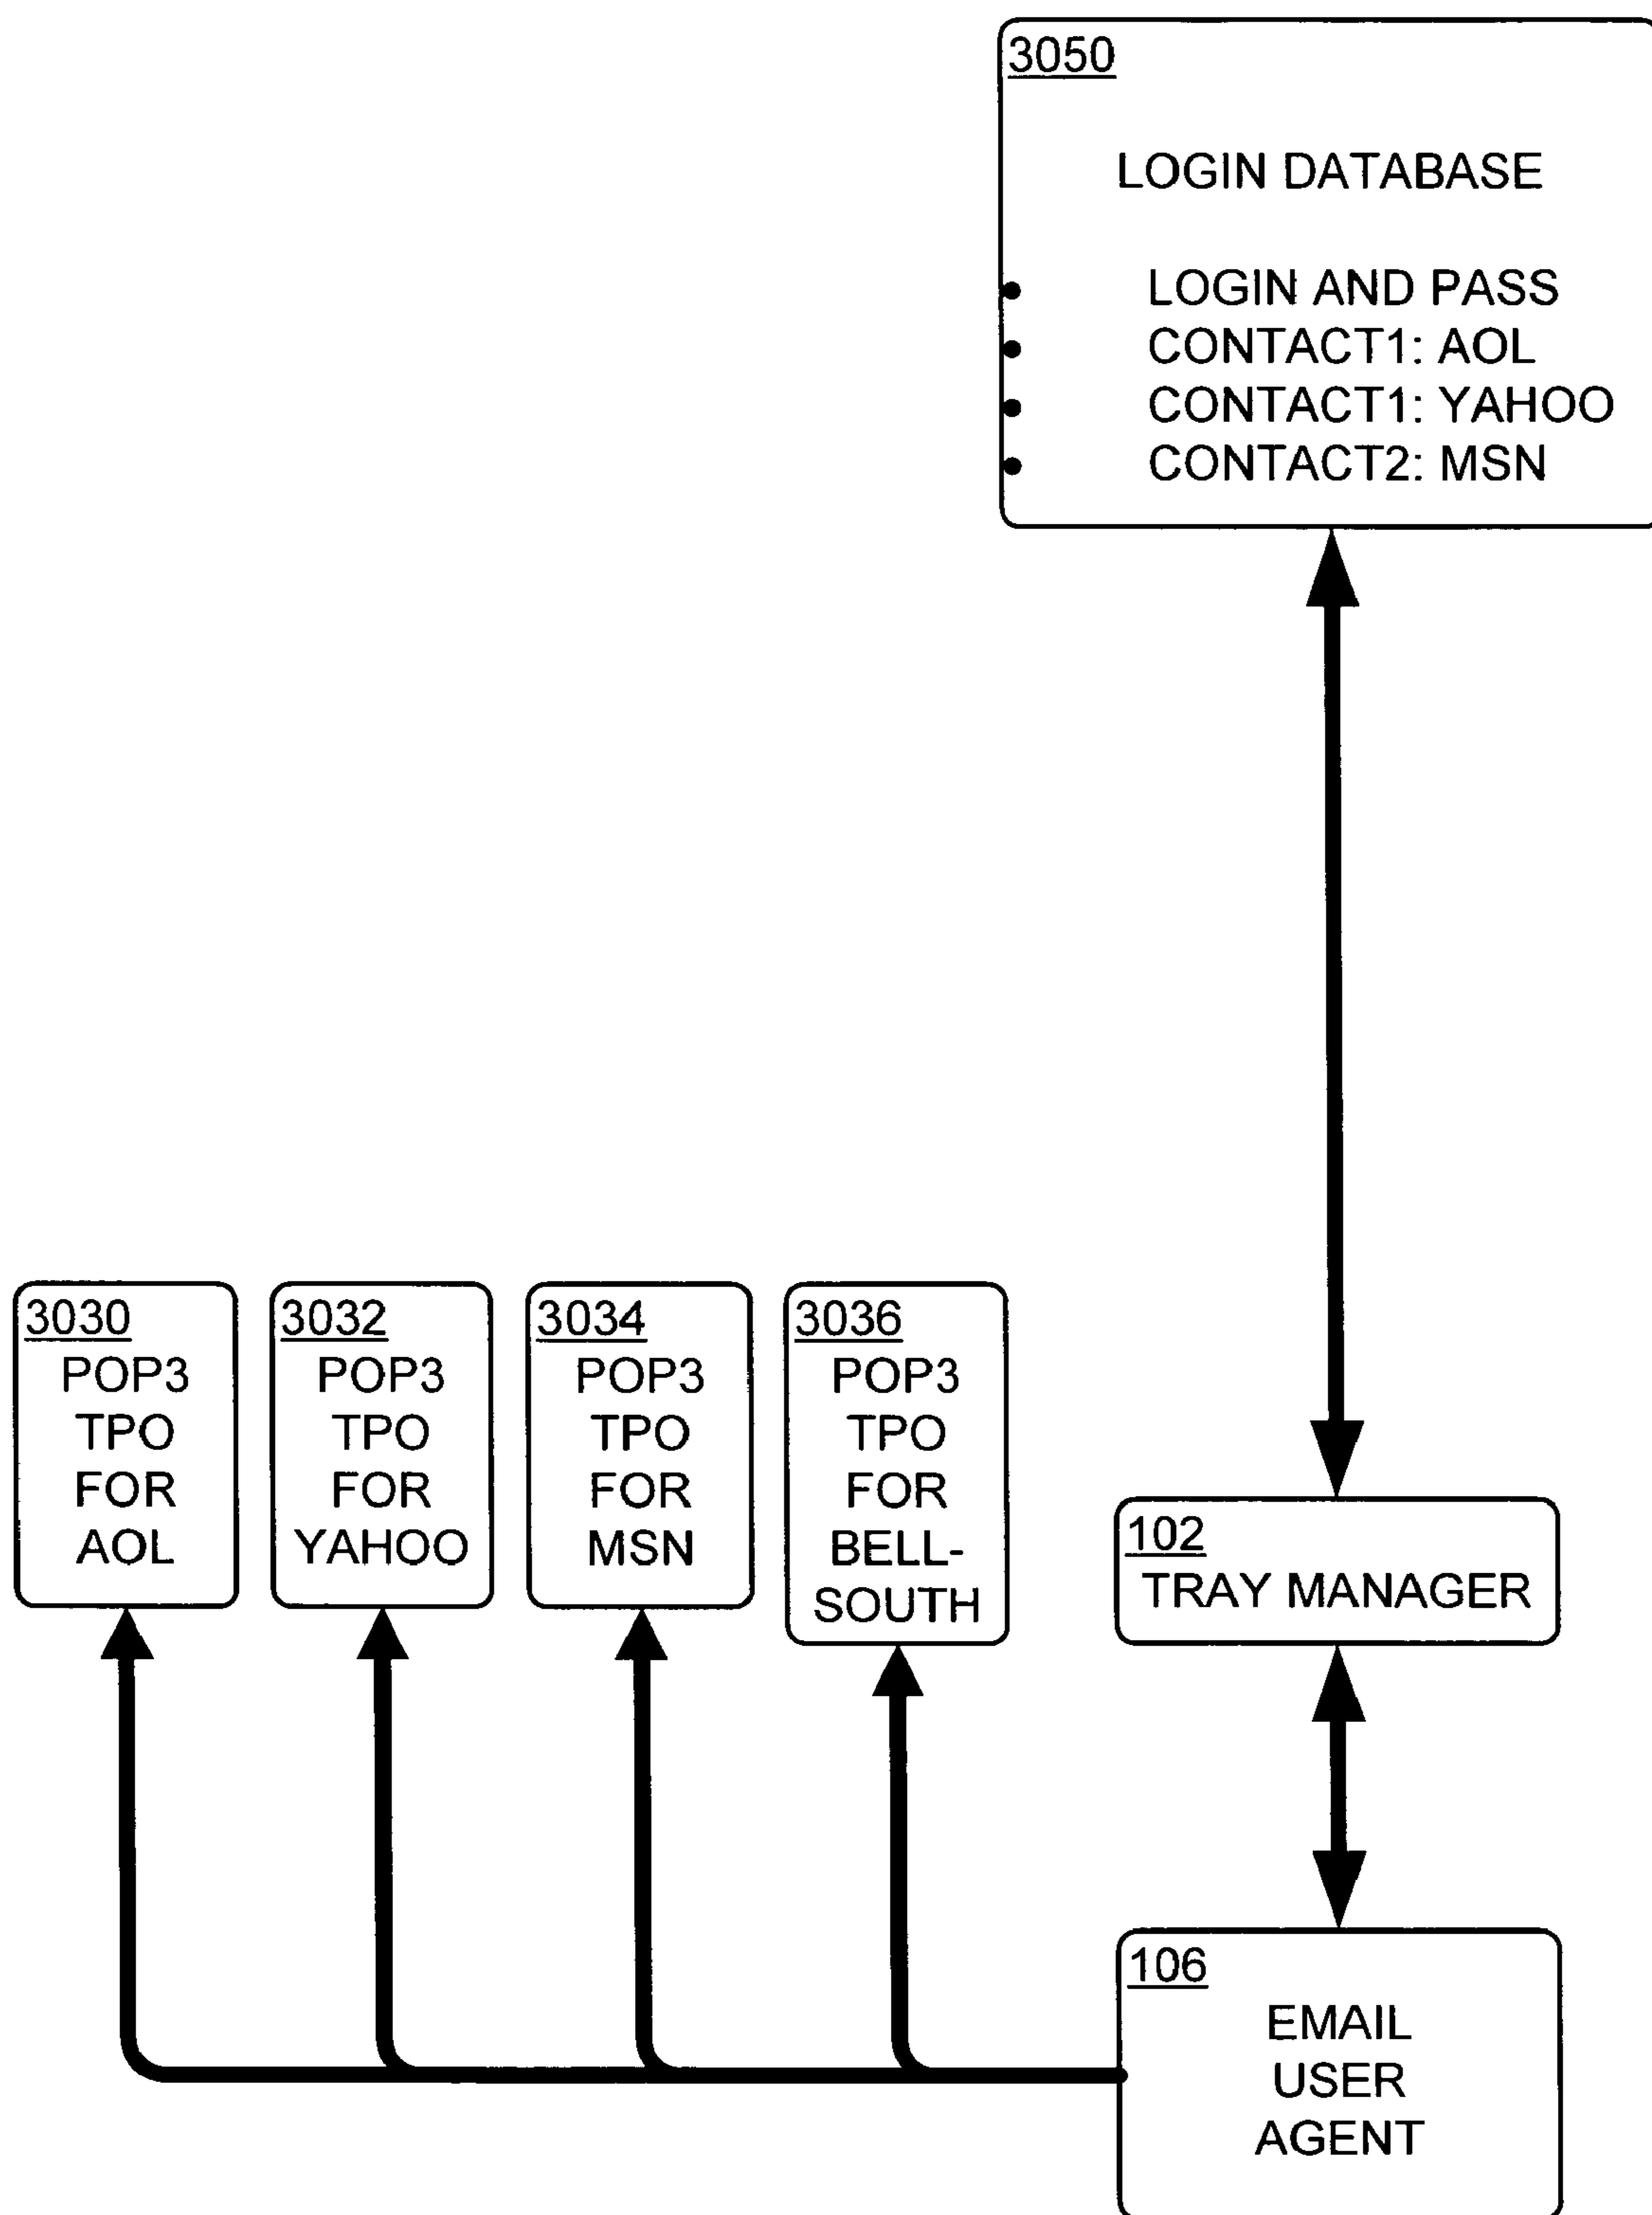 3050
LOGIN DATABASE
LOGIN AND PASS
CONTACT1: AOL
CONTACT1: YAHOO
CONTACT2: MSN
3030
POP3
TPO
FOR
AOL
3032
POP3
TPO
FOR
YAHOO
3034
POP3
TPO
FOR
MSN
3036
POP3
TPO
FOR
BELL-
SOUTH
102
TRAY MANAGER
106
EMAIL
USER
AGENT